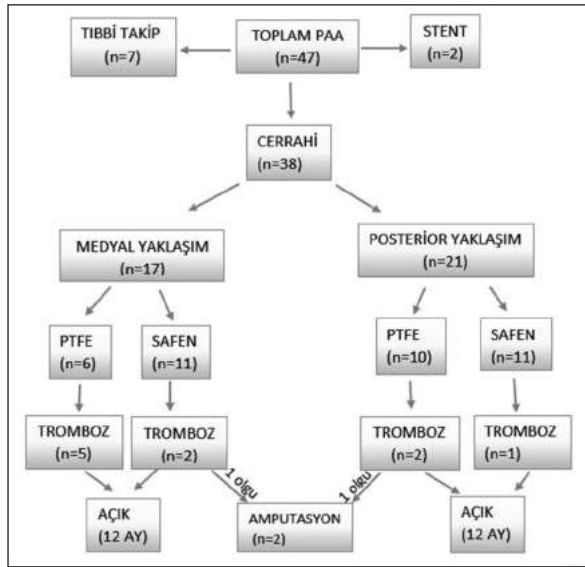 TIBBİ TAKİP
(n=7)
TOPLAM PAA
(n=47)
STENT
(n=2)
CERRAHİ
(n=38)
MEDYAL YAKLAŞIM
(n=17)
POSTERIOR YAKLAŞIM
(n=21)
PTFE
(n=6)
SAFEN
(n=11)
PTFE
(n=10)
SAFEN
(n=11)
TROMBOZ
(n=5)
TROMBOZ
(n=2)
TROMBOZ
(n=2)
TROMBOZ
(n=1)
1 olgu
1 olgu
AÇIK
(12 AY)
AMPUTASYON
(n=2)
AÇIK
(12 AY)